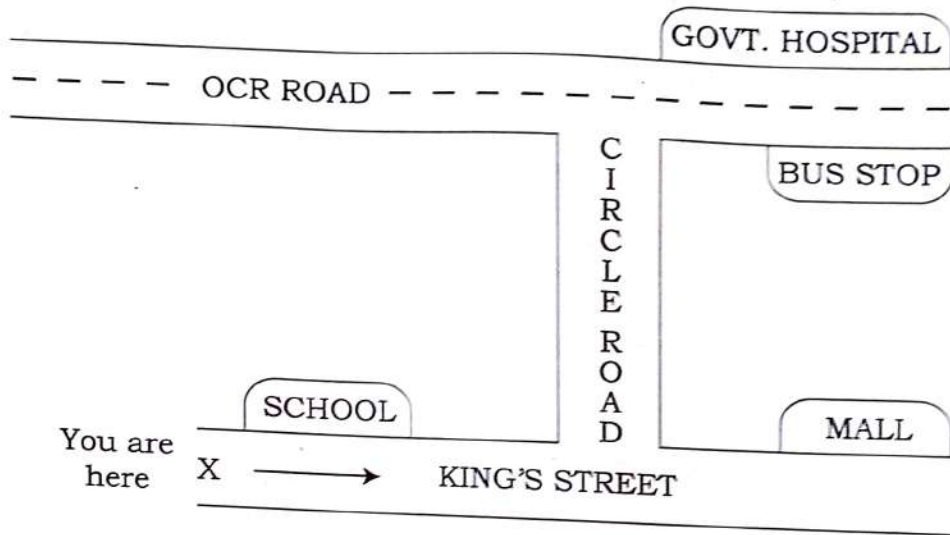 GOVT. HOSPITAL
OCR ROAD
CIRCLE ROAD
BUS STOP
SCHOOL
MALL
You are
here
X
KING'S STREET